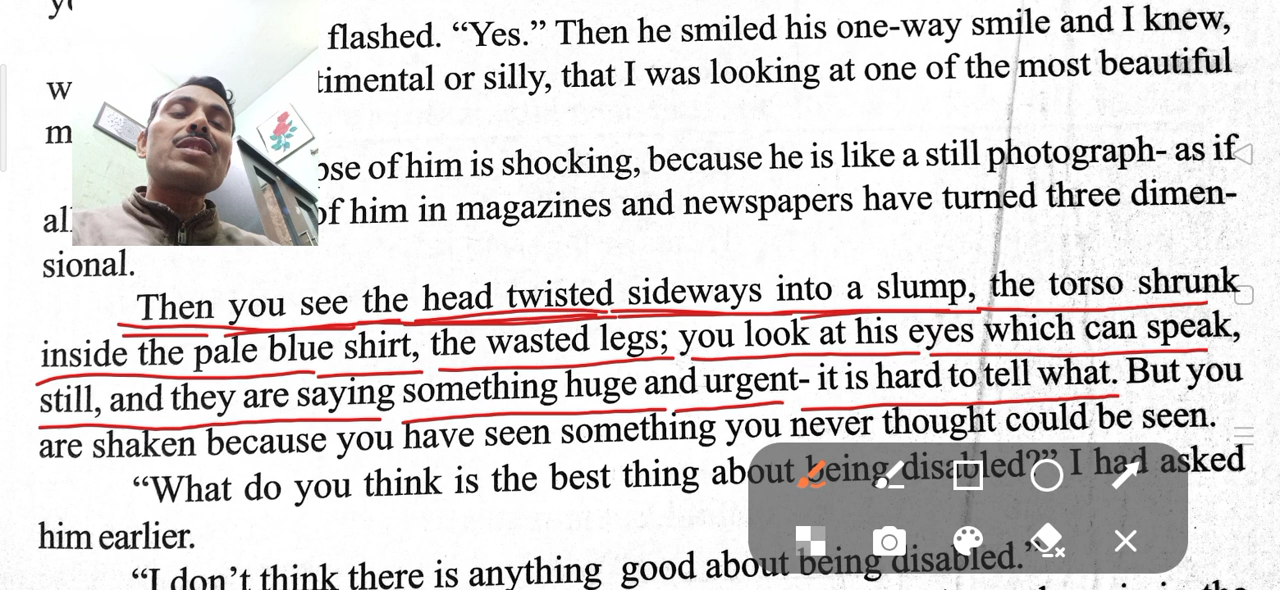 flashed. “Yes.” Then he smiled his one-way smile and I knew,
w timental or silly, that I was looking at one of the most beautiful
m
pse of him is shocking, because he is like a still photograph- as if
al of him in magazines and newspapers have turned three dimen-
sional.
Then you see the head twisted sideways into a slump, the torso shrunk
inside the pale blue shirt, the wasted legs; you look at his eyes which can speak,
still, and they are saying something huge and urgent- it is hard to tell what. But you
are shaken because you have seen something you never thought could be seen.
“What do you think is the best thing about being disabled?” I had asked
him earlier.
“I don’t think there is anything good about being disabled.”